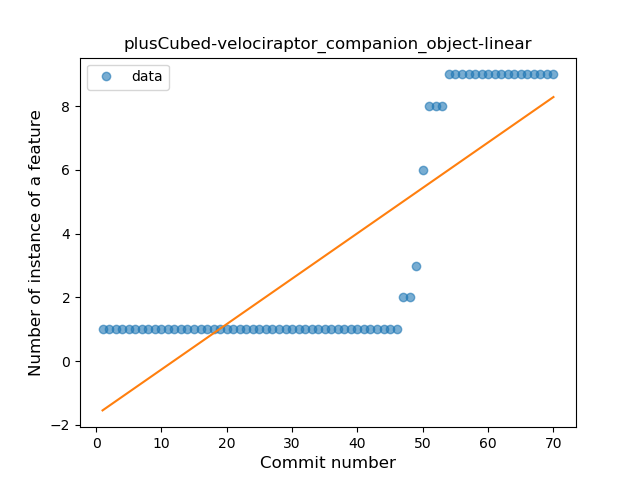 plusCubed-velociraptor_companion_object-linear
data
Number of instance of a feature
8
6
4
2
0
−2
0 10 20 30 40 50 60 70
Commit number